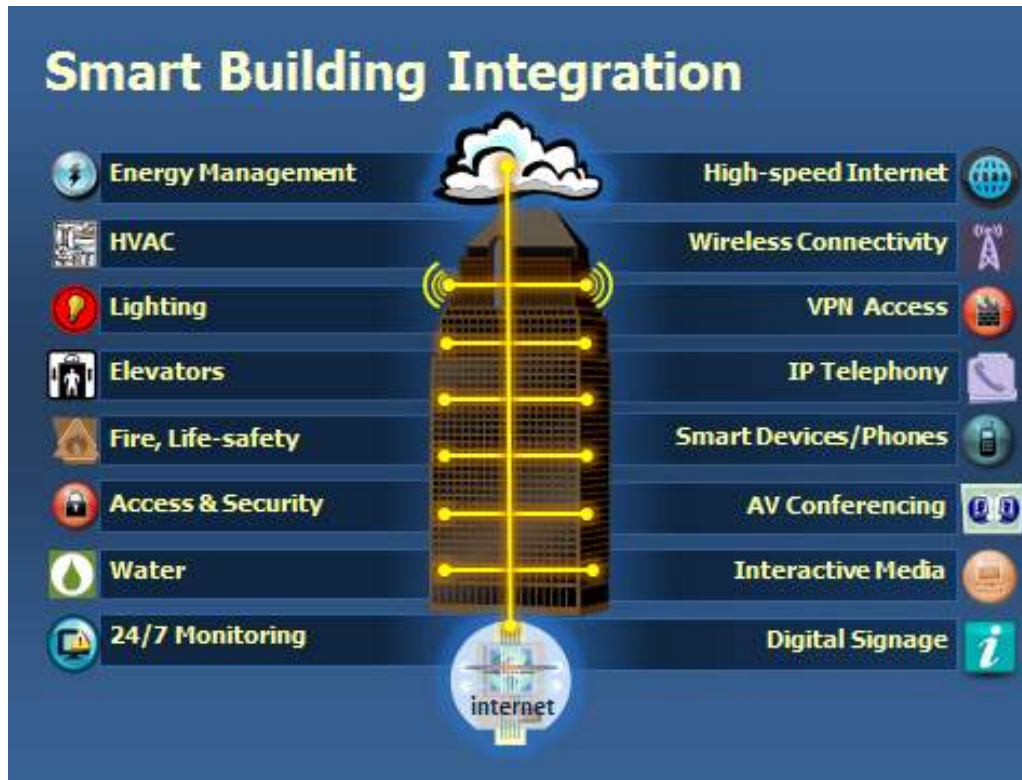 Smart Building Integration
Energy Management
HVAC
Lighting
Elevators
Fire, Life-safety
Access & Security
Water
24/7 Monitoring
High-speed Internet
Wireless Connectivity
VPN Access
IP Telephony
Smart Devices/Phones
AV Conferencing
Interactive Media
Digital Signage
internet